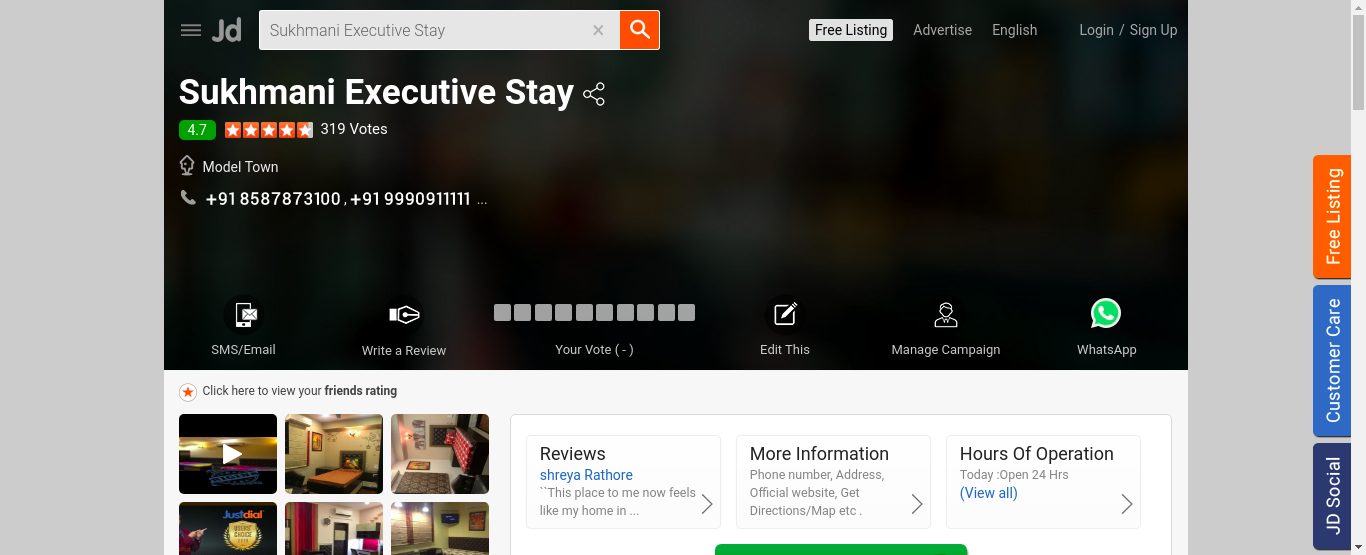 Jd
Sukhmani Executive Stay
Free Listing
Advertise
English
Login / Sign Up
Sukhmani Executive Stay
4.7
319 Votes
Model Town
+91 8587873100 , +91 9990911111 ...
SMS/Email
Write a Review
Your Vote ( - )
Edit This
Manage Campaign
WhatsApp
Click here to view your friends rating
Reviews
shreya Rathore
``This place to me now feels
like my home in ...
More Information
Phone number, Address,
Official website, Get
Directions/Map etc .
Hours Of Operation
Today :Open 24 Hrs
(View all)
Justdial
USERS'
CHOICE
Free Listing
Customer Care
JD Social